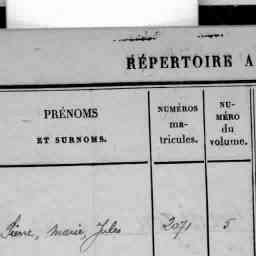 RÉPERTOIRE A
PRÉNOMS
ET SURNOMS.
NUMÉROS
ma-
tricules.
NU-
MÉRO
du
volume.
Pierre, Marie, Jules 2071 5